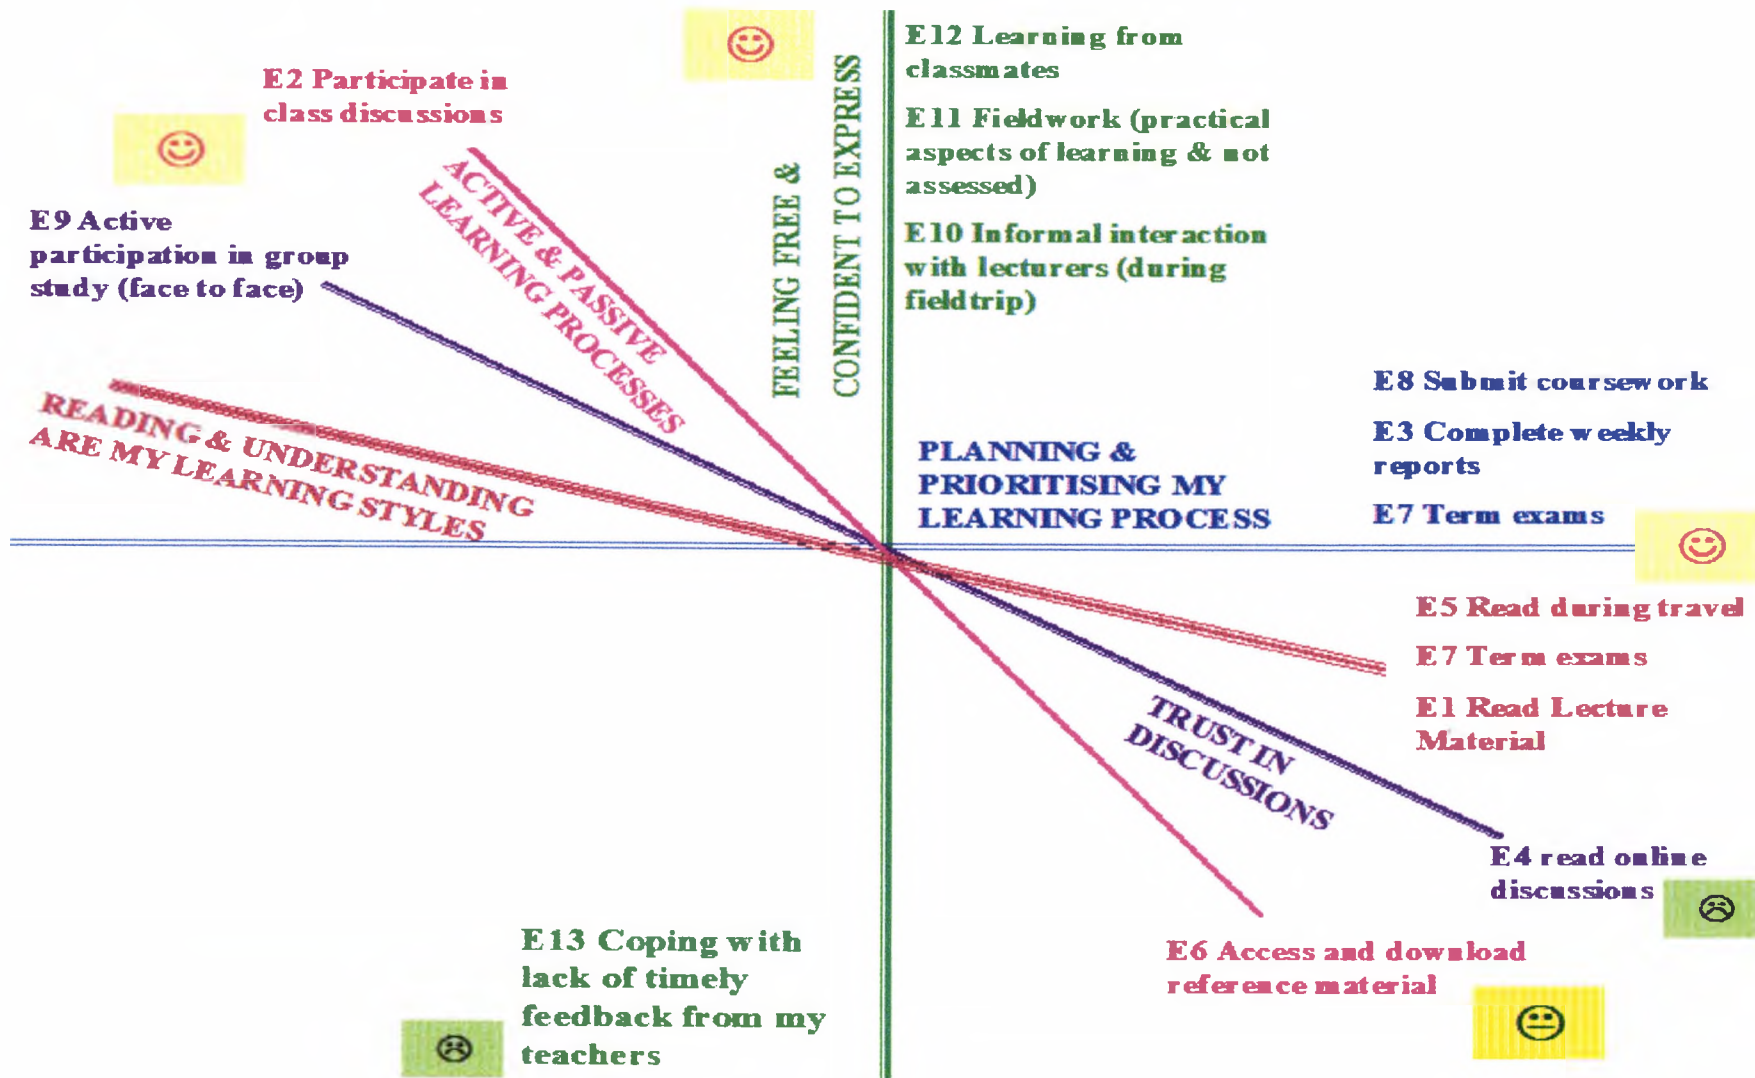 E2 Participate in
class discussions
E9 Active
participation in group
study (face to face)
ACTIVE & PASSIVE
LEARNING PROCESSES
READING & UNDERSTANDING
ARE MY LEARNING STYLES
FEELING FREE &
CONFIDENT TO EXPRESS
E12 Learning from
classmates
E11 Fieldwork (practical
aspects of learning & not
assessed)
E10 Informal interaction
with lecturers (during
fieldtrip)
PLANNING &
PRIORITISING MY
LEARNING PROCESS
E8 Submit coursework
E3 Complete weekly
reports
E7 Term exams
E5 Read during travel
E7 Term exams
E1 Read Lecture
Material
TRUST IN
DISCUSSIONS
E4 read online
discussions
E6 Access and download
reference material
E13 Coping with
lack of timely
feedback from my
teachers